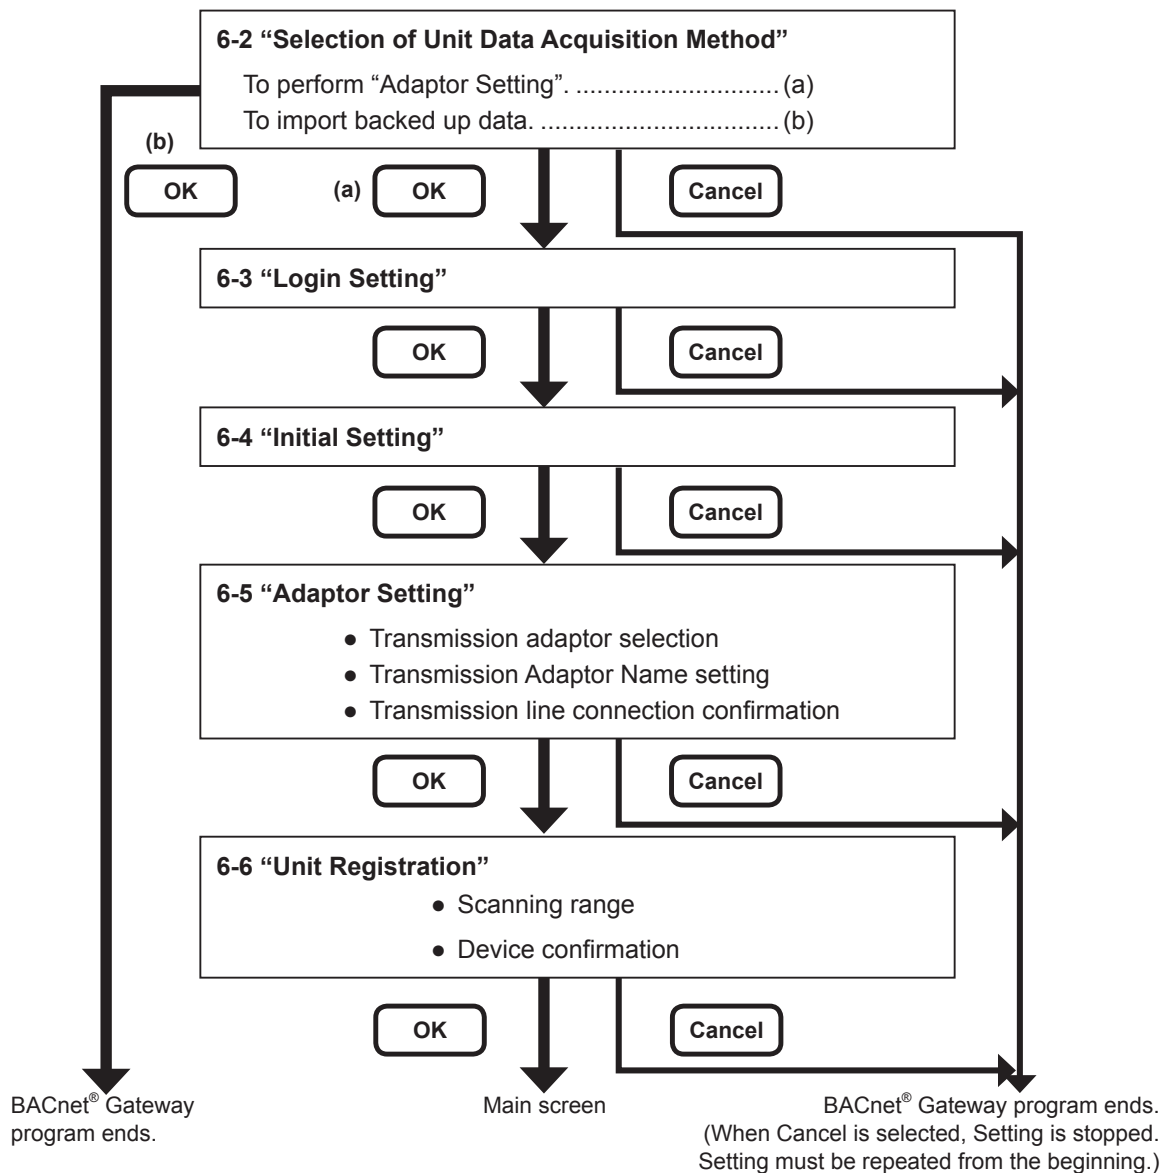 6-2 “Selection of Unit Data Acquisition Method”
To perform “Adaptor Setting”. ............................. (a)
To import backed up data. .................................. (b)
(b)
OK
(a)
OK
Cancel
6-3 “Login Setting”
OK
Cancel
6-4 “Initial Setting”
OK
Cancel
6-5 “Adaptor Setting”
● Transmission adaptor selection
● Transmission Adaptor Name setting
● Transmission line connection confirmation
OK
Cancel
6-6 “Unit Registration”
● Scanning range
● Device confirmation
OK
Cancel
BACnet® Gateway
program ends.
Main screen
BACnet® Gateway program ends.
(When Cancel is selected, Setting is stopped.
Setting must be repeated from the beginning.)